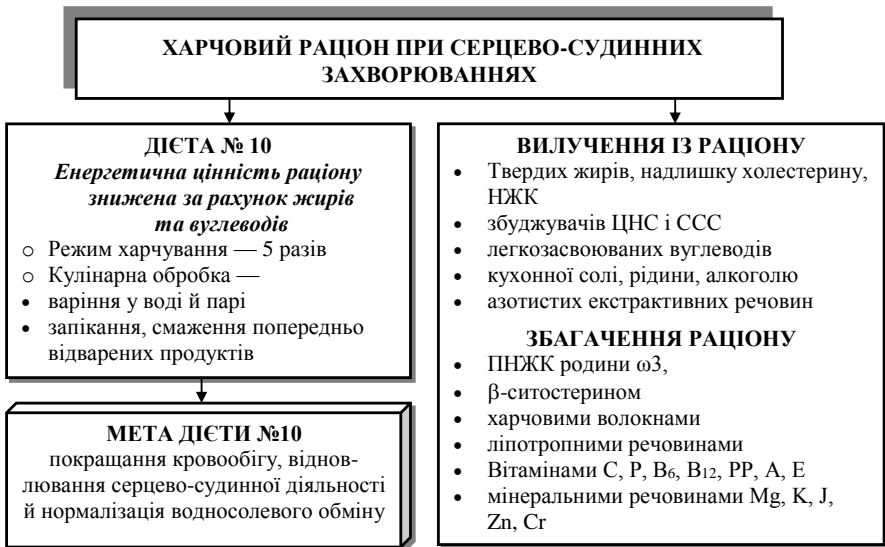 ХАРЧОВИЙ РАЦІОН ПРИ СЕРЦЕВО-СУДИННИХ
ЗАХВОРЮВАННЯХ
ДІЄТА № 10
Енергетична цінність раціону
знижена за рахунок жирів
та вуглеводів
○ Режим харчування — 5 разів
○ Кулінарна обробка —
• варіння у воді й парі
• запікання, смаження попередньо
відварених продуктів
МЕТА ДІЄТИ №10
покращання кровообігу, віднов-
лювання серцево-судинної діяльності
й нормалізація водносолевого обміну
ВИЛУЧЕННЯ ІЗ РАЦІОНУ
• Твердих жирів, надлишку холестерину,
НЖК
• збуджувачів ЦНС і ССС
• легкозасвоюваних вуглеводів
• кухонної солі, рідини, алкоголю
• азотистих екстрактивних речовин
ЗБАГАЧЕННЯ РАЦІОНУ
• ПНЖК родини ω3,
• β-ситостерином
• харчовими волокнами
• ліпотропними речовинами
• Вітамінами С, Р, В₆, В₁₂, РР, А, Е
• мінеральними речовинами Mg, K, J,
Zn, Cr